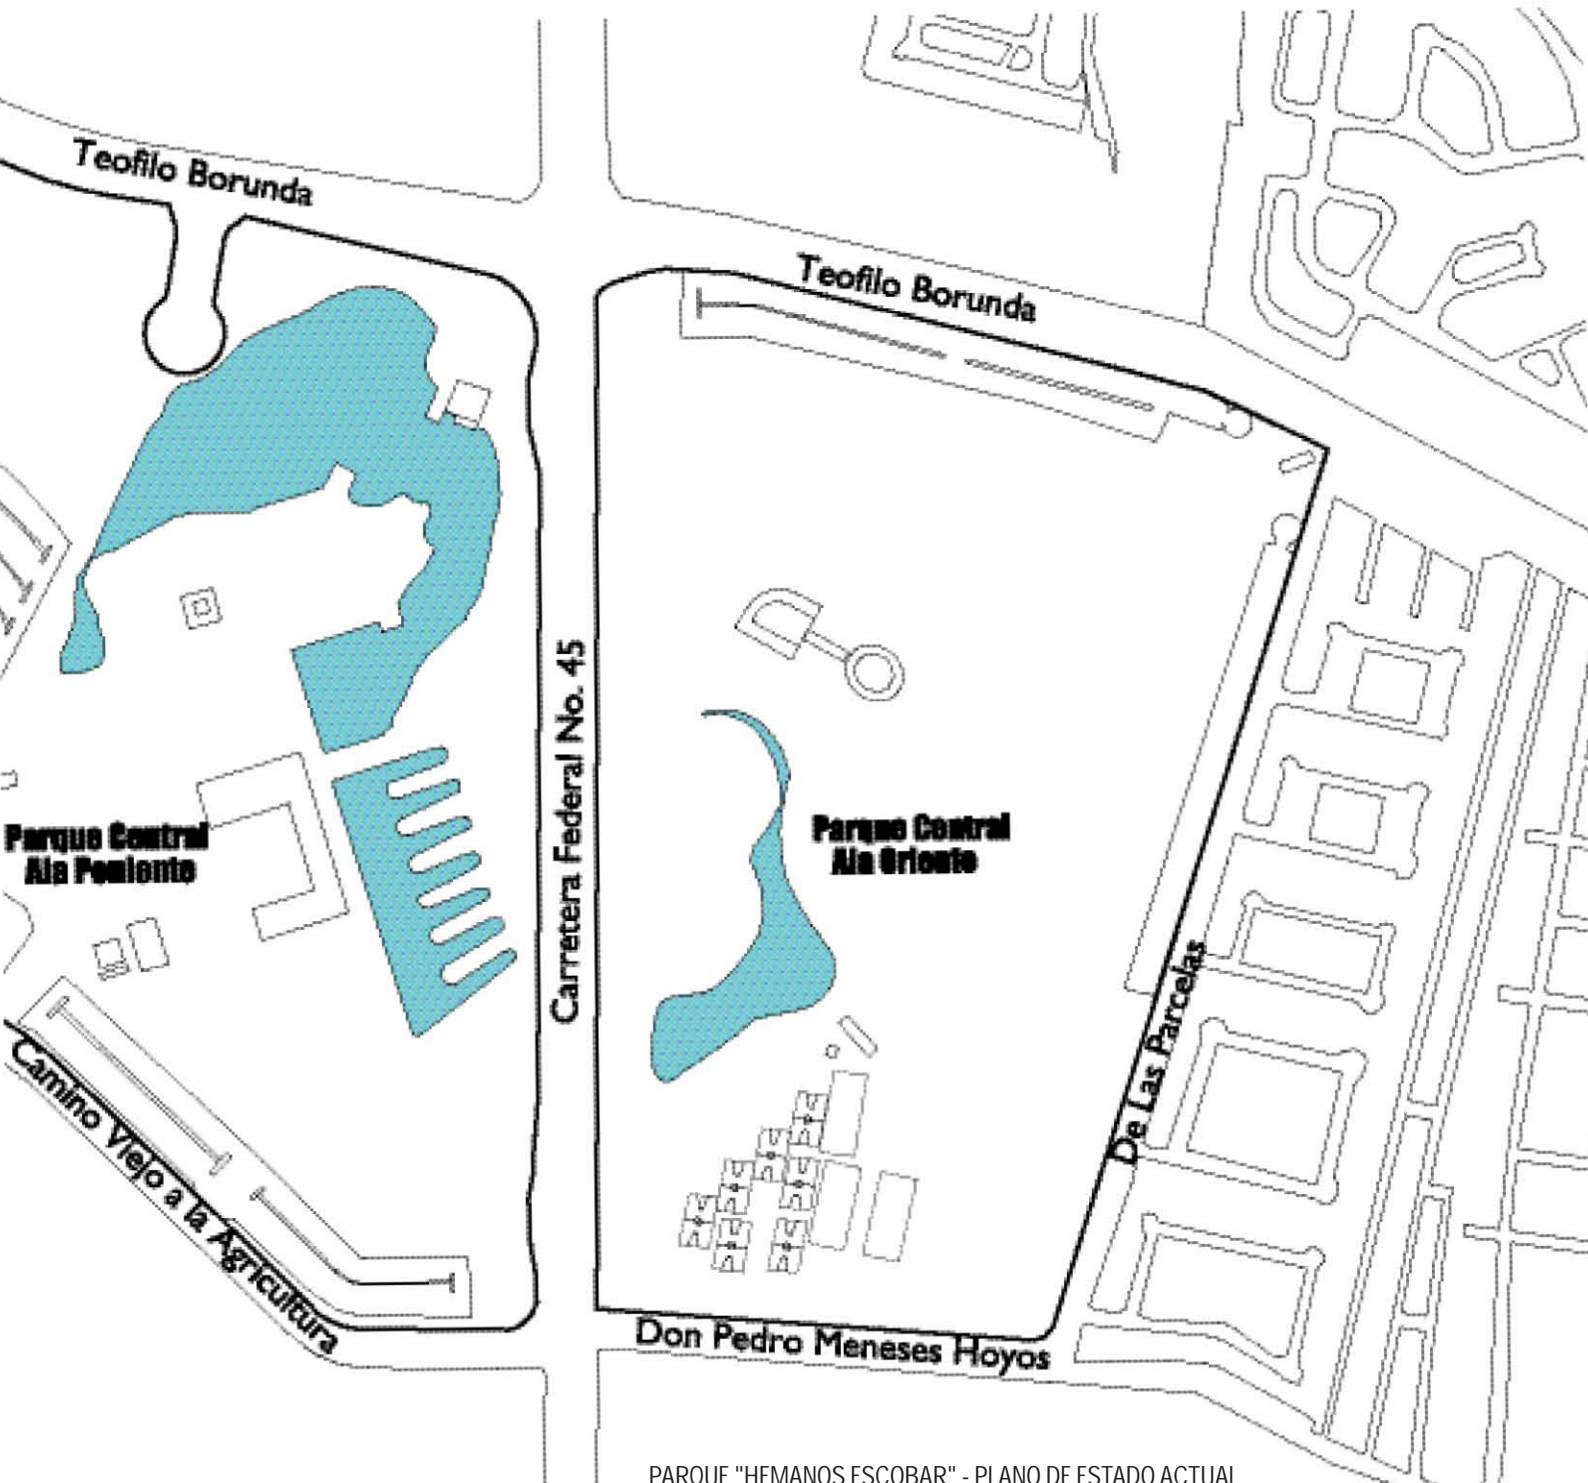 Teofilo Borunda
Teofilo Borunda
Carretera Federal No. 45
Parque Central
Ala Poniente
Parque Central
Ala Oriente
De Las Parcelas
Camino Viejo a la Agricultura
Don Pedro Meneses Hoyos
PARQUE "HEMANOS ESCOBAR" - PLANO DE ESTADO ACTUAL